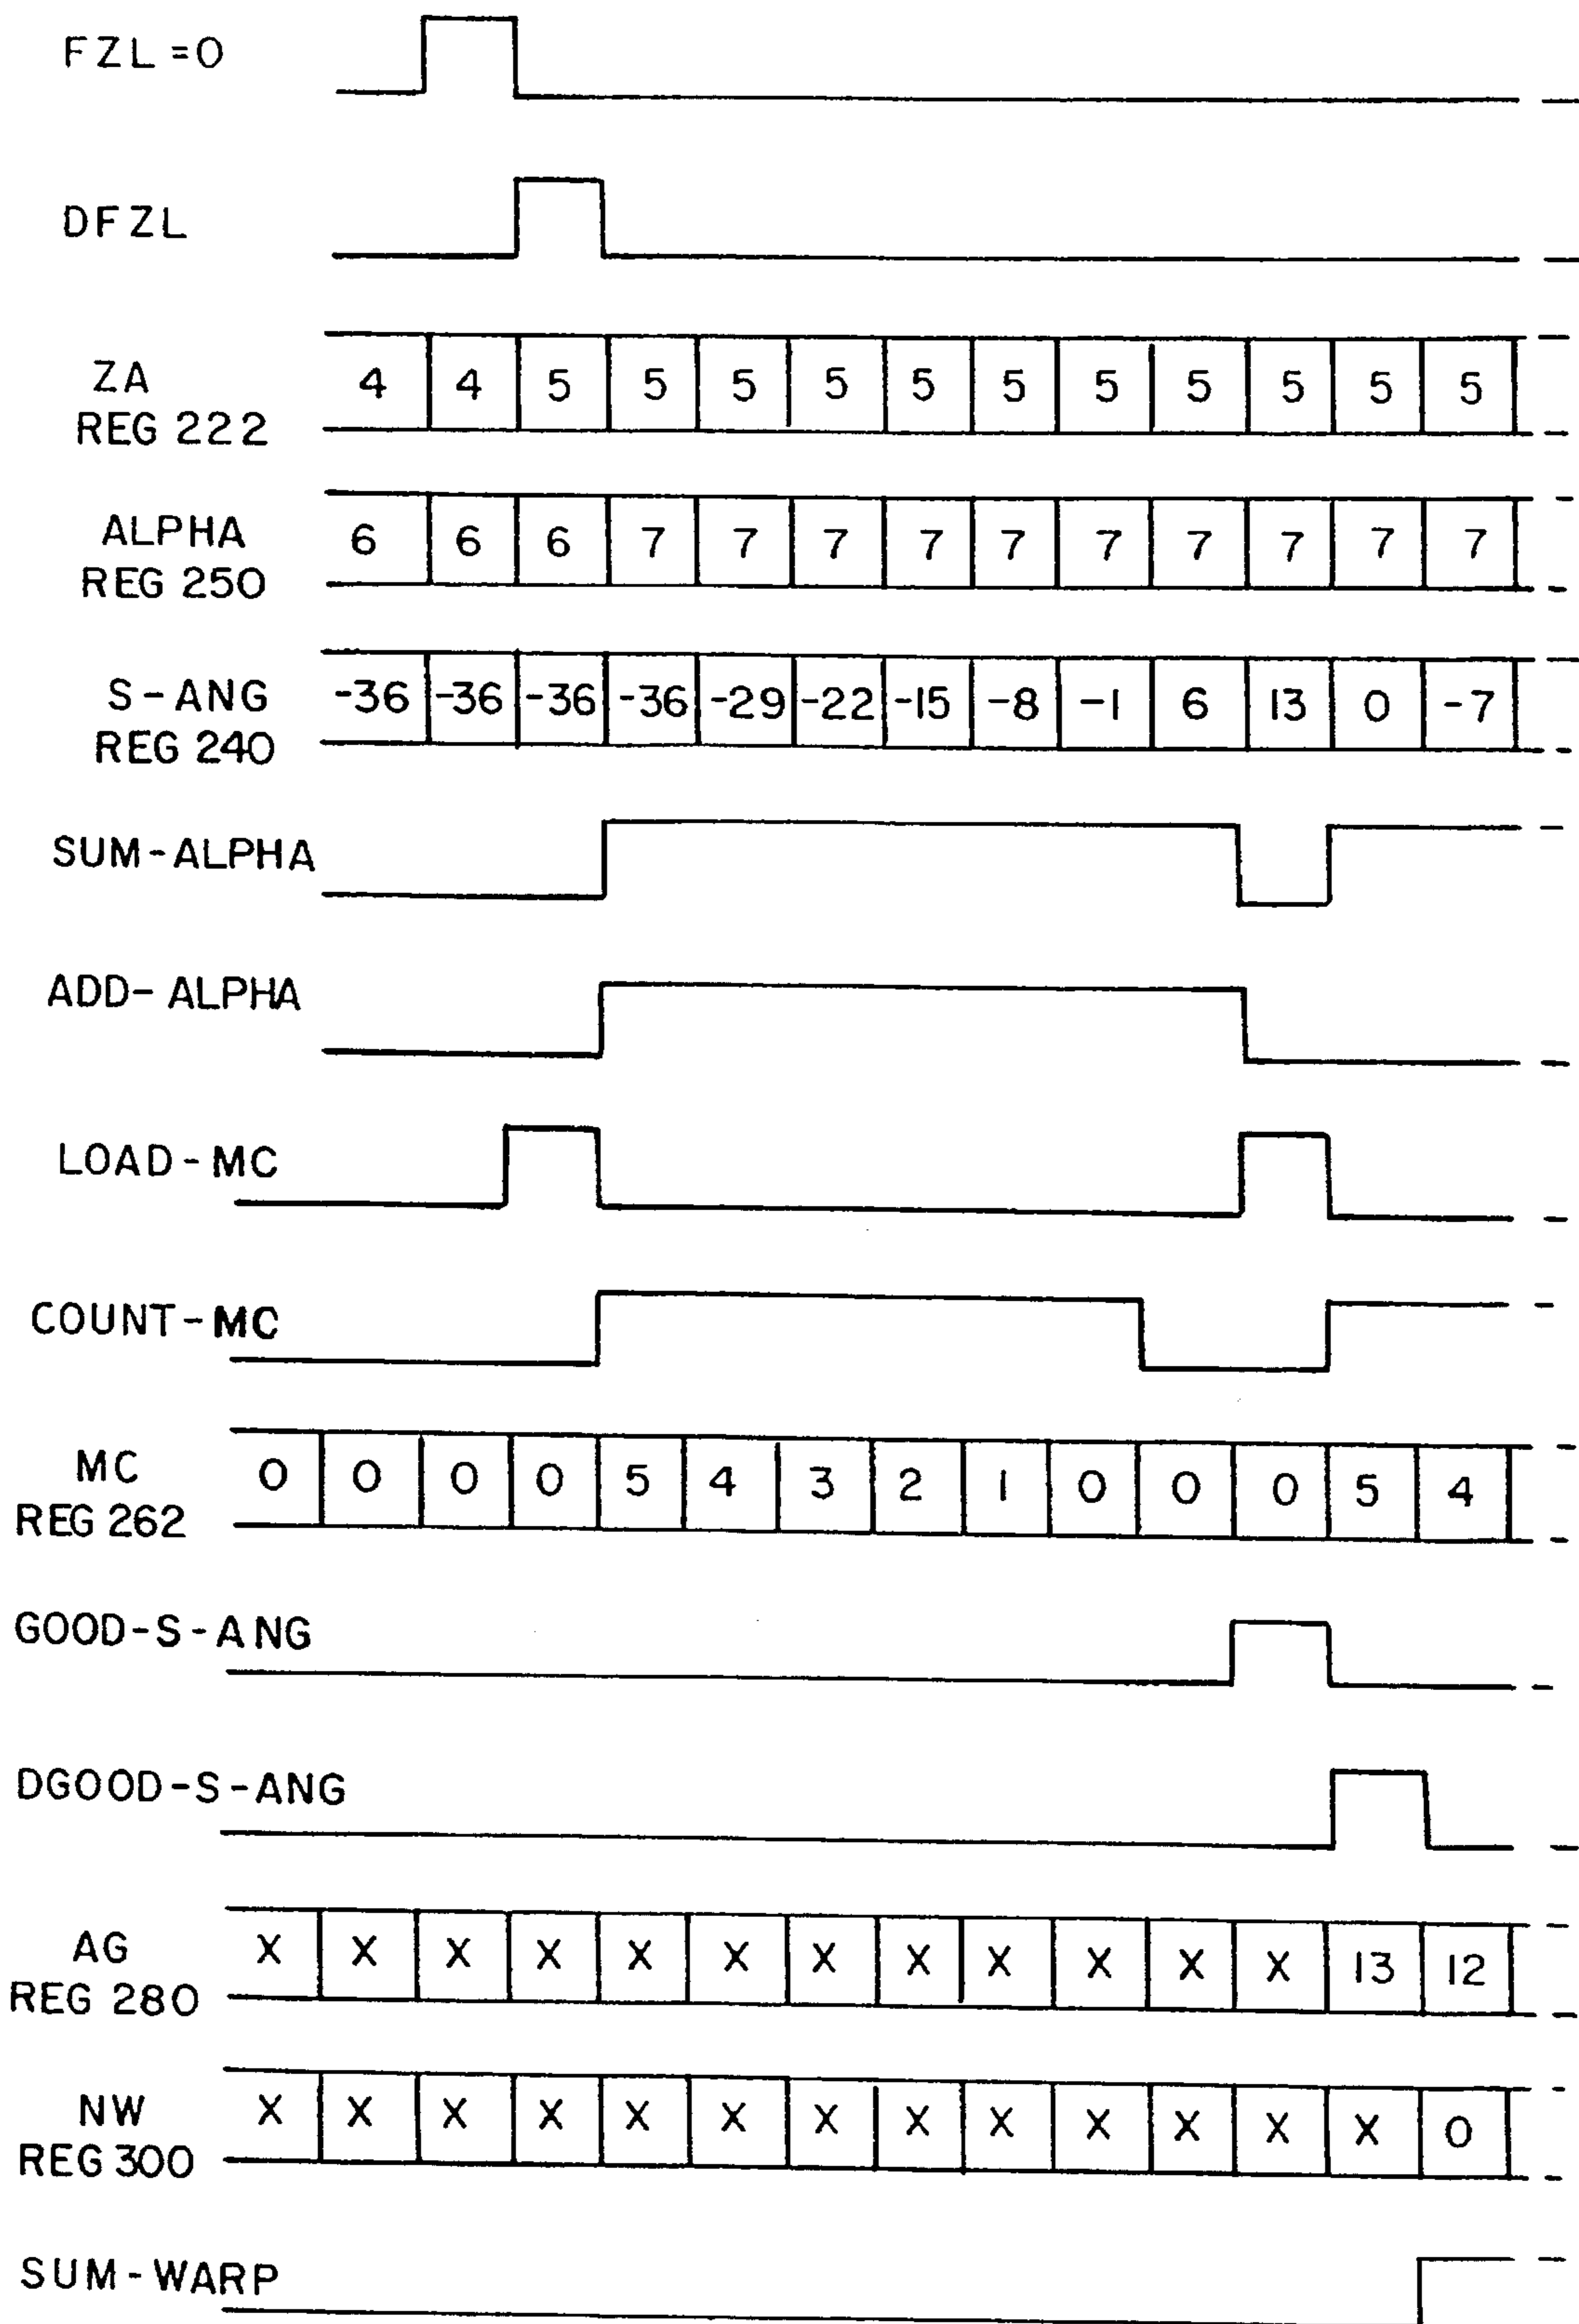 FZL=0
DFZL
ZA
REG 222
4 4 5 5 5 5 5 5 5 5 5 5 5
ALPHA
REG 250
6 6 6 7 7 7 7 7 7 7 7 7 7
S-ANG
REG 240
-36 -36 -36 -36 -29 -22 -15 -8 -1 6 13 0 -7
SUM-ALPHA
ADD-ALPHA
LOAD-MC
COUNT-MC
MC
REG 262
0 0 0 0 5 4 3 2 1 0 0 0 5 4
GOOD-S-ANG
DGOOD-S-ANG
AG
REG 280
X X X X X X X X X X X X 13 12
NW
REG 300
X X X X X X X X X X X X X 0
SUM-WARP